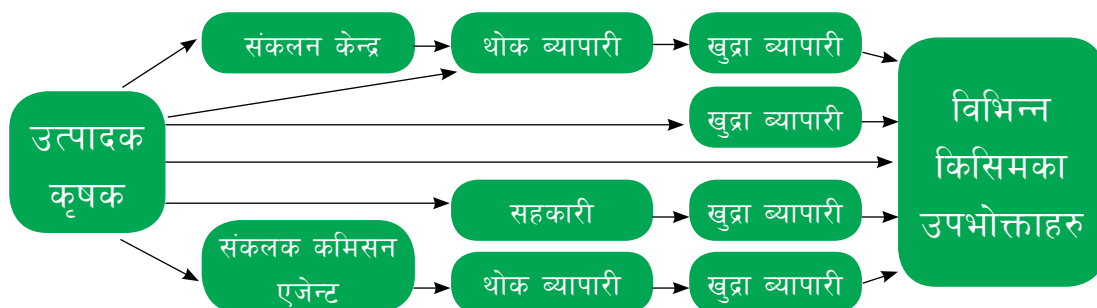 संकलन केन्द्र
थोक ब्यापारी
खुद्रा ब्यापारी
उत्पादक
कृषक
खुद्रा ब्यापारी
विभिन्न
किसिमका
उपभोक्ताहरु
सहकारी
खुद्रा ब्यापारी
संकलक कमिसन
एजेन्ट
थोक ब्यापारी
खुद्रा ब्यापारी